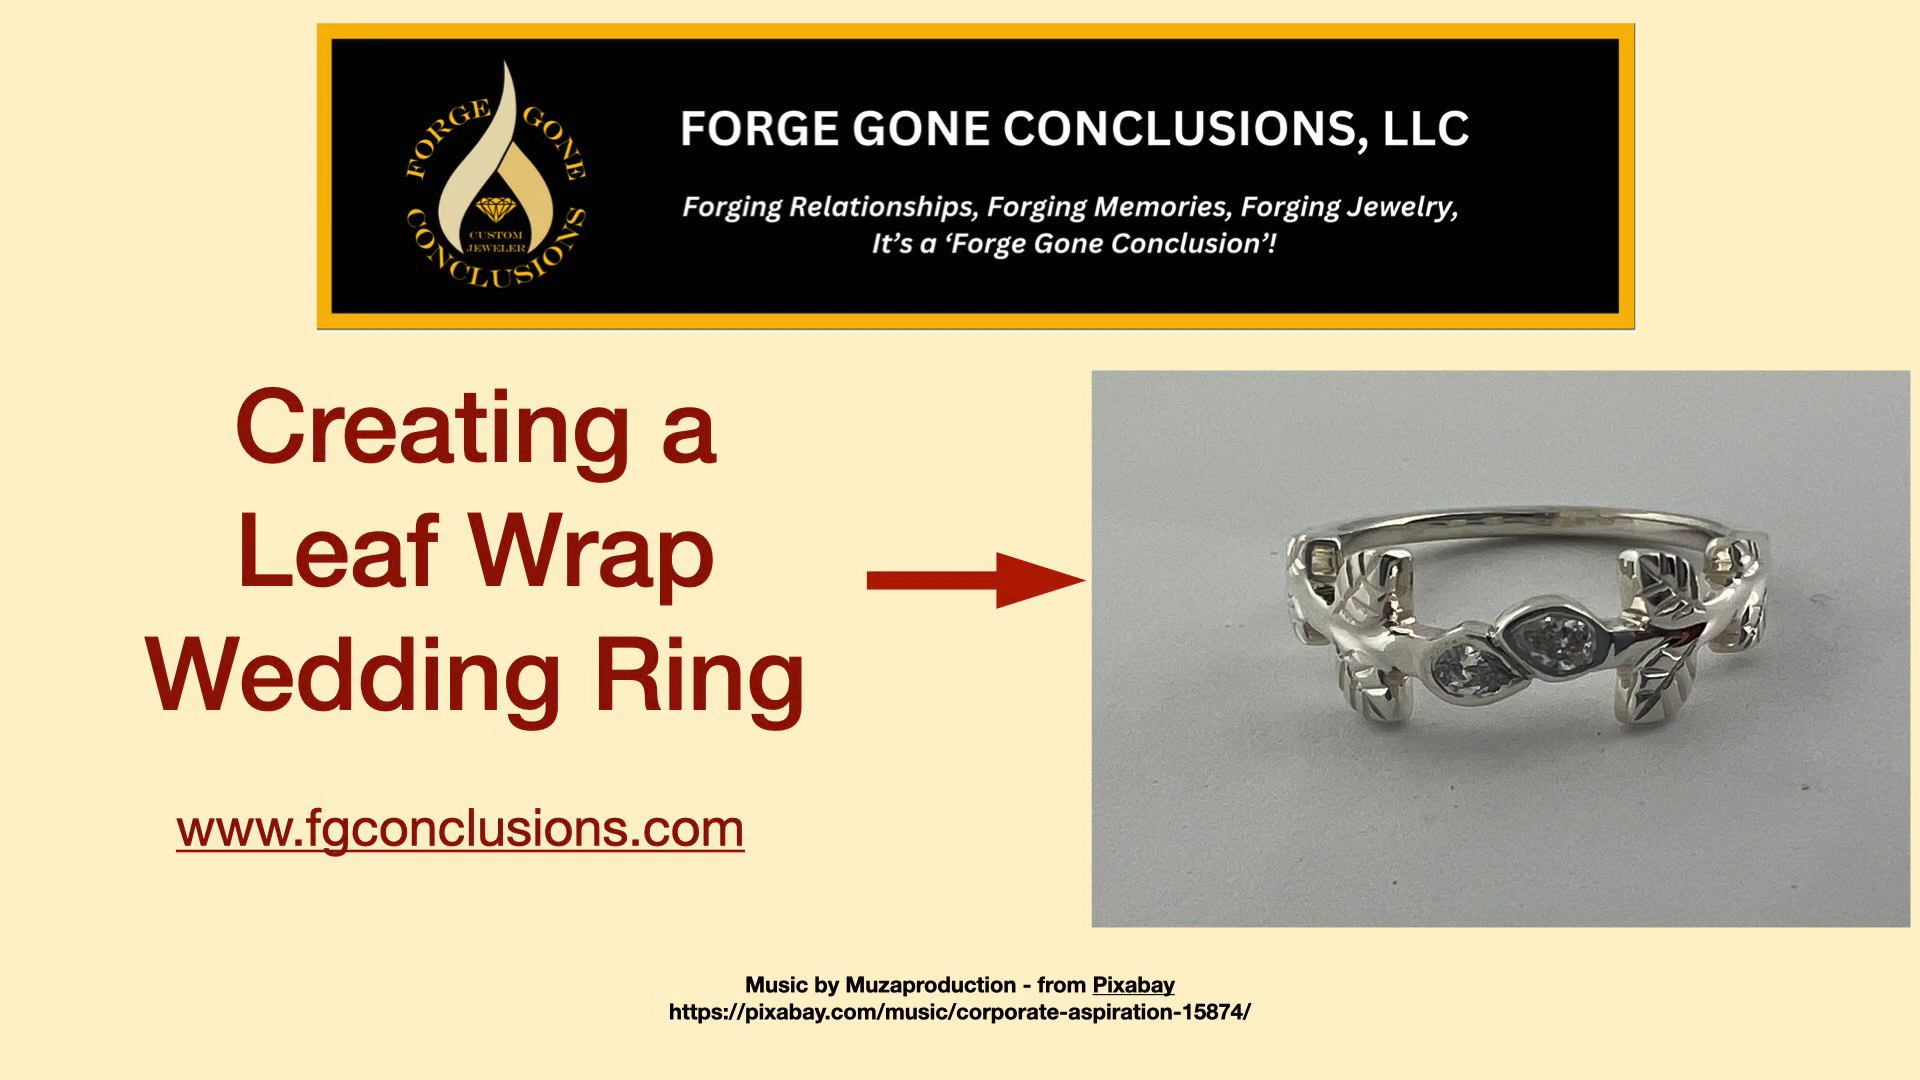 FORGE GONE
CONCLUSIONS
CUSTOM
JEWELER
FORGE GONE CONCLUSIONS, LLC
Forging Relationships, Forging Memories, Forging Jewelry,
It’s a ‘Forge Gone Conclusion’!
Creating a
Leaf Wrap
Wedding Ring
www.fgconclusions.com
Music by Muzaproduction - from Pixabay
https://pixabay.com/music/corporate-aspiration-15874/